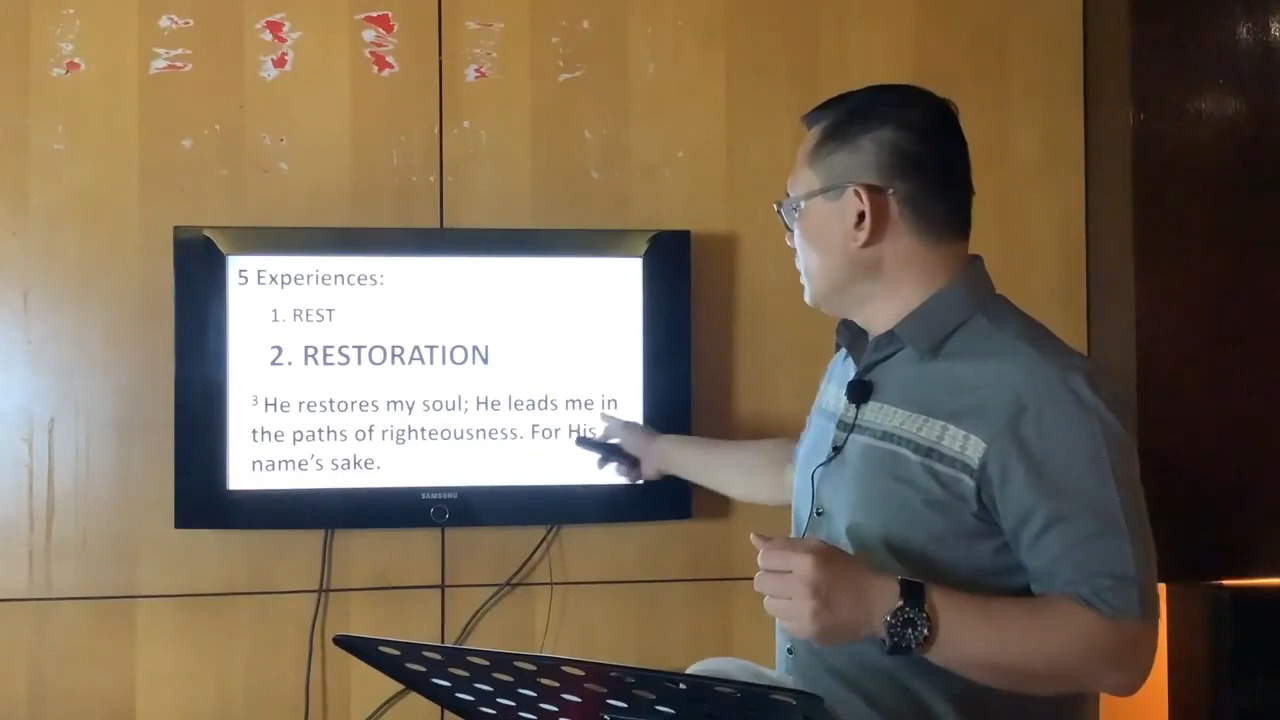 5 Experiences:
1. REST
2. RESTORATION
3 He restores my soul; He leads me in
the paths of righteousness. For His
name's sake.
SAMSUNG